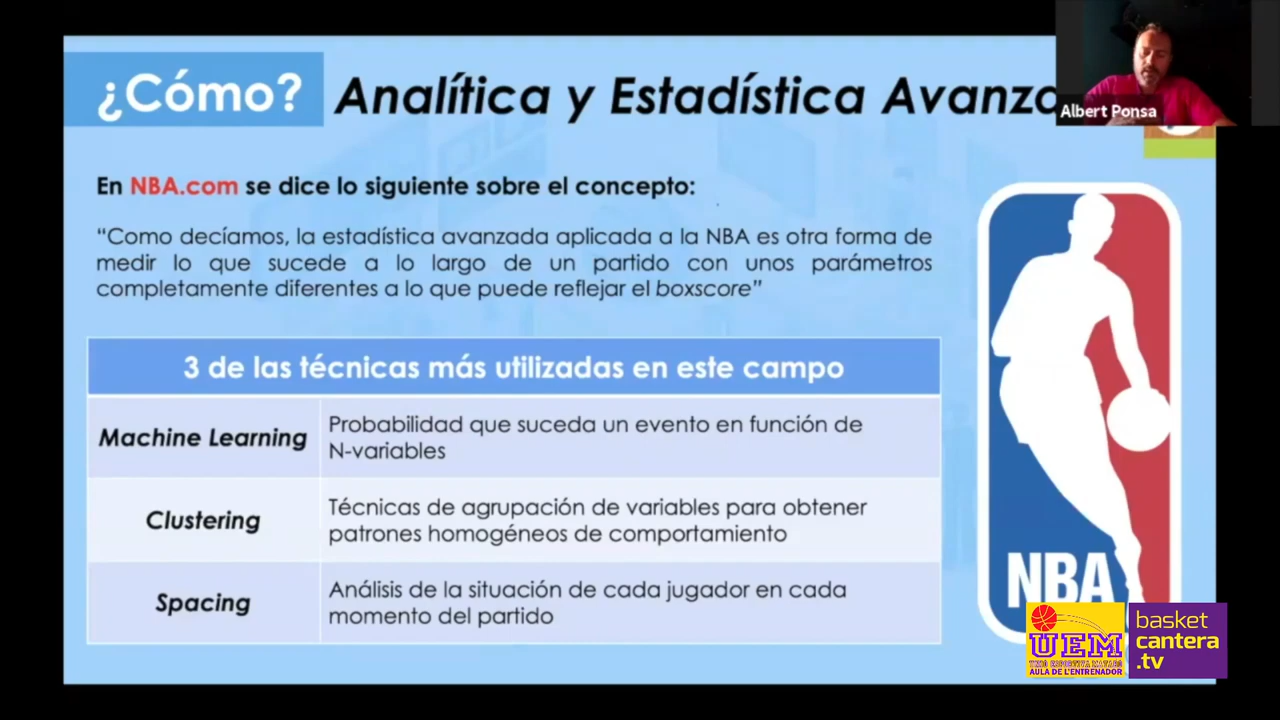 ¿Cómo?
Analítica y Estadística Avanza
Albert Ponsa
En NBA.com se dice lo siguiente sobre el concepto:
“Como decíamos, la estadística avanzada aplicada a la NBA es otra forma de
medir lo que sucede a lo largo de un partido con unos parámetros
completamente diferentes a lo que puede reflejar el boxscore”
3 de las técnicas más utilizadas en este campo
Machine Learning
Probabilidad que suceda un evento en función de
N-variables
Clustering
Técnicas de agrupación de variables para obtener
patrones homogéneos de comportamiento
Spacing
Análisis de la situación de cada jugador en cada
momento del partido
NBA
UEM
UNIÓ ESPORTIVA MATARÓ
AULA DE L'ENTRENADOR
basket
cantera
.tv